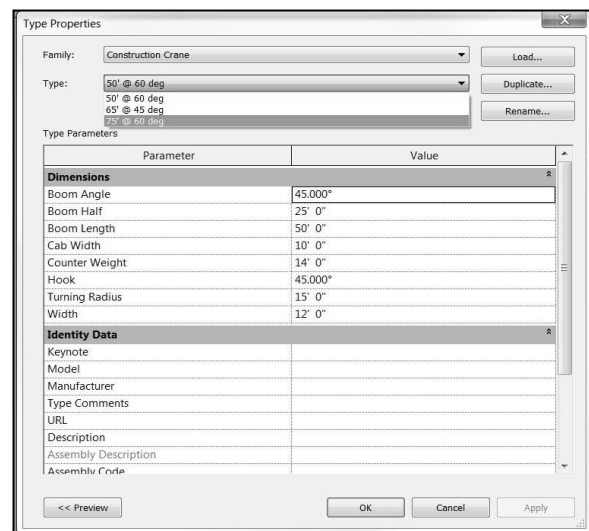 Type Properties
Family: Construction Crane Load...
Type: 50' @ 60 deg Duplicate...
50' @ 60 deg
65' @ 45 deg
75' @ 60 deg Rename...
Type Parameters
Parameter Value
Dimensions
Boom Angle 45.000°
Boom Half 25' 0"
Boom Length 50' 0"
Cab Width 10' 0"
Counter Weight 14' 0"
Hook 45.000°
Turning Radius 15' 0"
Width 12' 0"
Identity Data
Keynote
Model
Manufacturer
Type Comments
URL
Description
Assembly Description
Assembly Code
<< Preview OK Cancel Apply